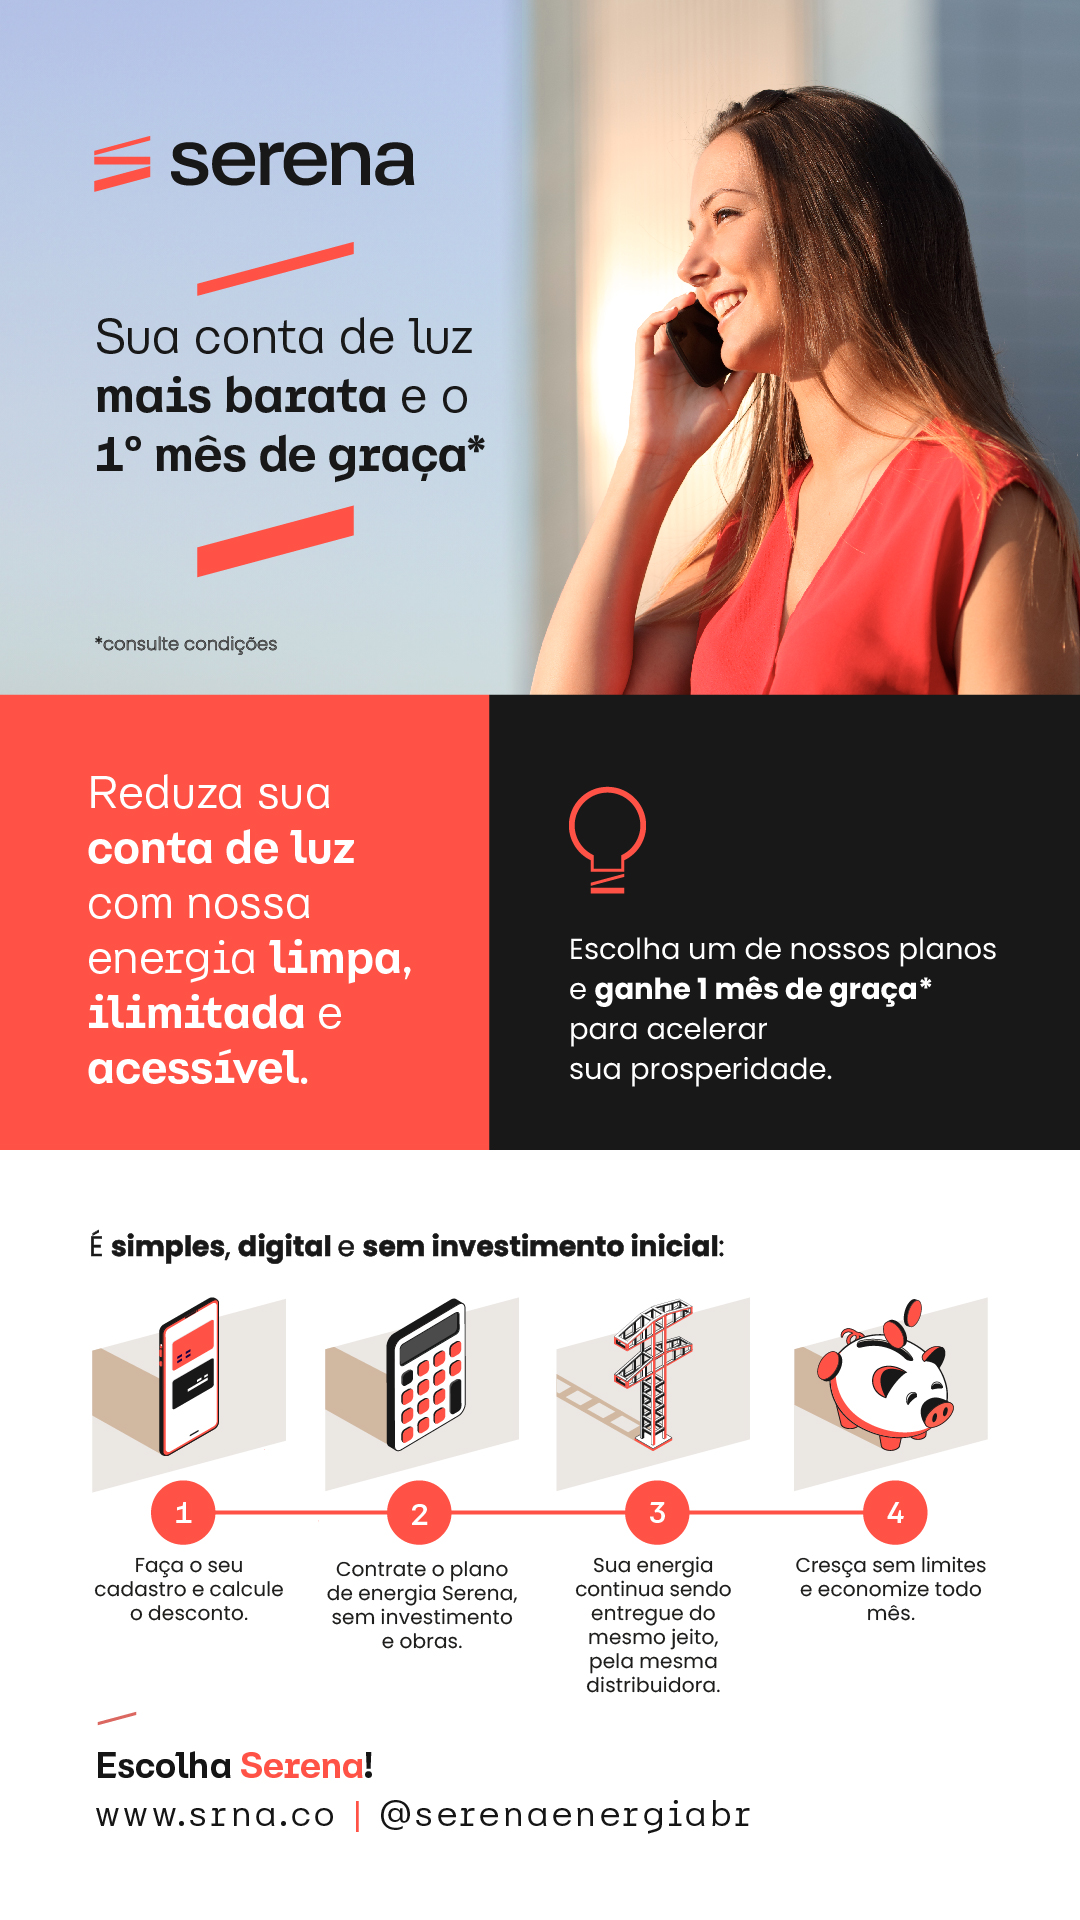 serena
Sua conta de luz
mais barata e o
1º mês de graça*
*consulte condições
Reduza sua
conta de luz
com nossa
energia limpa,
ilimitada e
acessível.
Escolha um de nossos planos
e ganhe 1 mês de graça*
para acelerar
sua prosperidade.
É simples, digital e sem investimento inicial:
1
Faça o seu
cadastro e calcule
o desconto.
2
Contrate o plano
de energia Serena,
sem investimento
e obras.
3
Sua energia
continua sendo
entregue do
mesmo jeito,
pela mesma
distribuidora.
4
Cresça sem limites
e economize todo
mês.
Escolha Serena!
www.srna.co | @serenaenergiabr